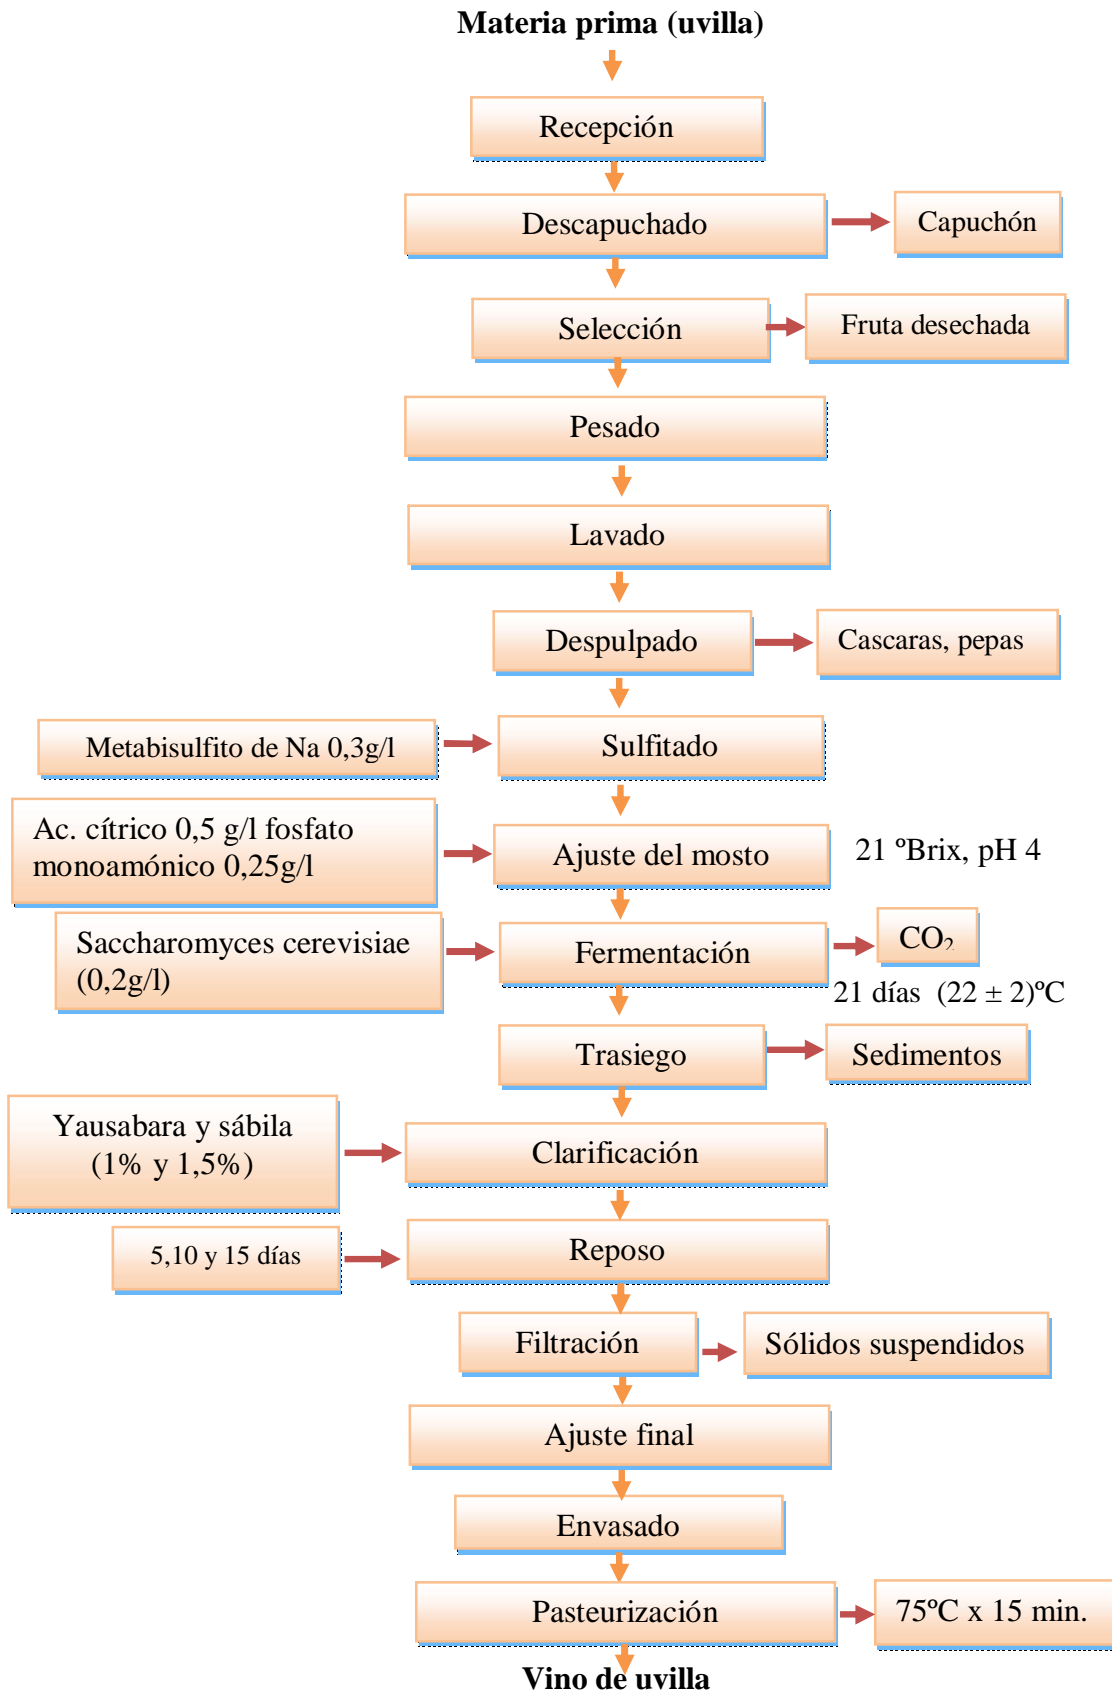 Materia prima (uvilla)
Recepción
Descapuchado
Capuchón
Selección
Fruta desechada
Pesado
Lavado
Despulpado
Cascaras, pepas
Metabisulfito de Na 0,3g/l
Sulfitado
Ac. cítrico 0,5 g/l fosfato
monoamónico 0,25g/l
Ajuste del mosto
21 ºBrix, pH 4
Saccharomyces cerevisiae
(0,2g/l)
Fermentación
CO₂
21 días (22 ± 2)ºC
Trasiego
Sedimentos
Yausabara y sábila
(1% y 1,5%)
Clarificación
5,10 y 15 días
Reposo
Filtración
Sólidos suspendidos
Ajuste final
Envasado
Pasteurización
75ºC x 15 min.
Vino de uvilla